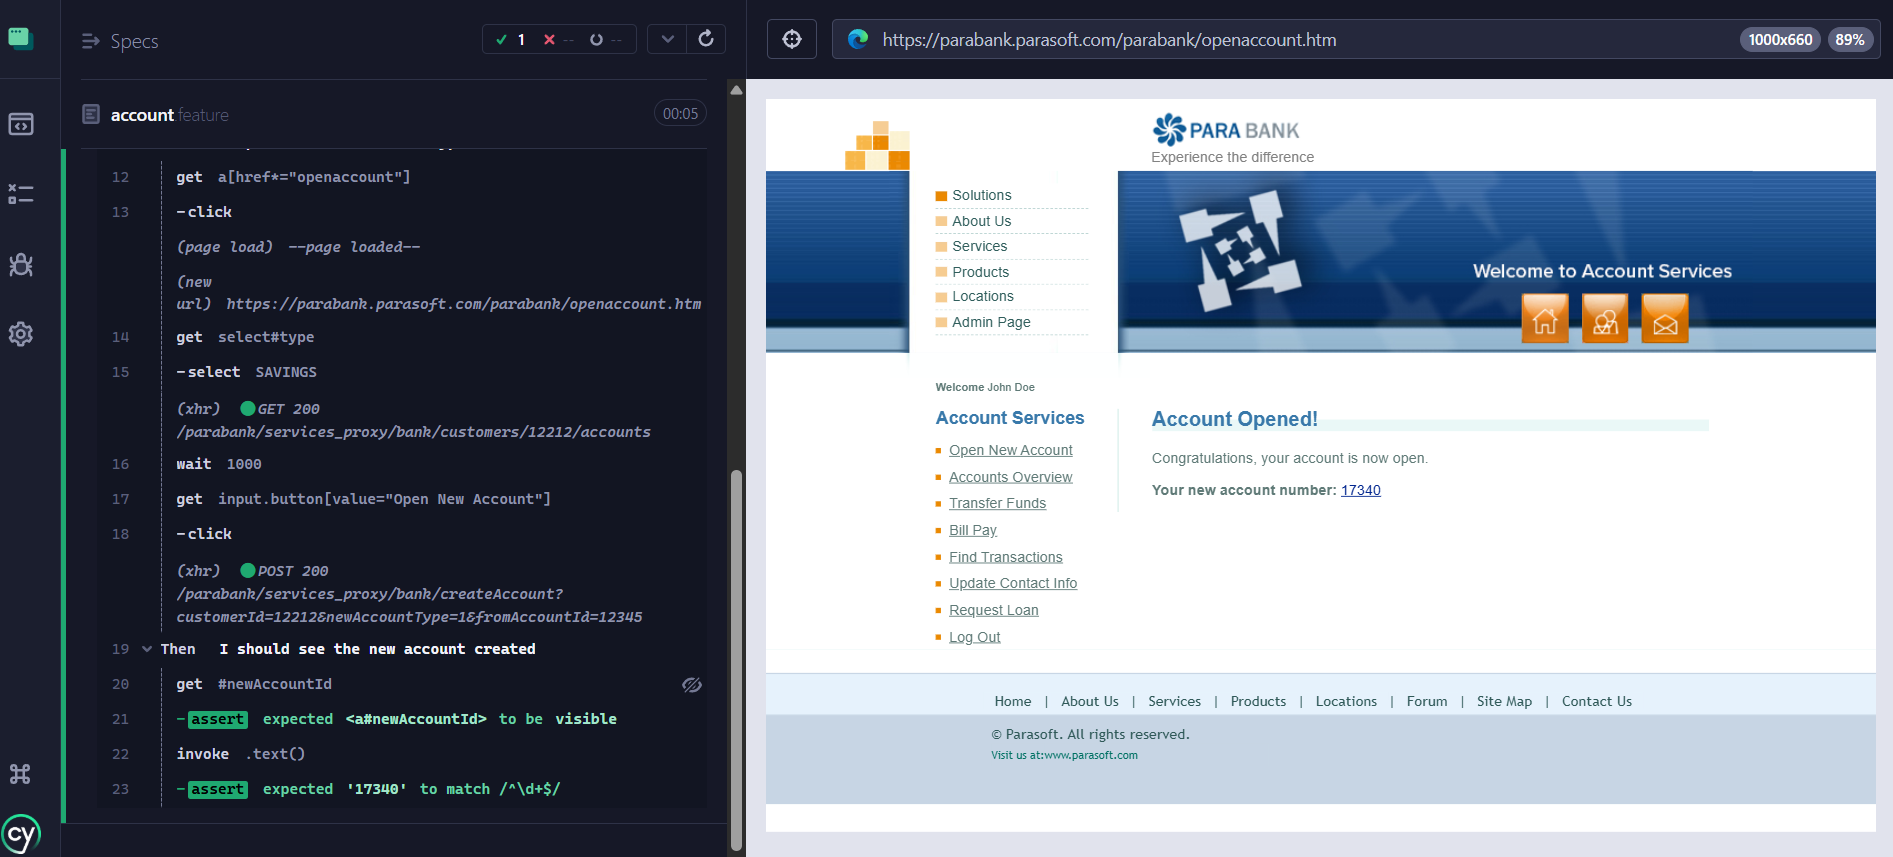 Specs
1
--
--
account.feature
00:05
12 get a[href*="openaccount"]
13 -click
(page load) --page loaded--
(new
url) https://parabank.parasoft.com/parabank/openaccount.htm
14 get select#type
15 -select SAVINGS
(xhr) GET 200
/parabank/services_proxy/bank/customers/12212/accounts
16 wait 1000
17 get input.button[value="Open New Account"]
18 -click
(xhr) POST 200
/parabank/services_proxy/bank/createAccount?
customerId=12212&newAccountType=1&fromAccountId=12345
19 Then I should see the new account created
20 get #newAccountId
21 -assert expected <a#newAccountId> to be visible
22 invoke .text()
23 -assert expected '17340' to match /^\d+$/
cy
https://parabank.parasoft.com/parabank/openaccount.htm
1000x660
89%
PARA BANK
Experience the difference
Solutions
About Us
Services
Products
Locations
Admin Page
Welcome to Account Services
Welcome John Doe
Account Services
Open New Account
Accounts Overview
Transfer Funds
Bill Pay
Find Transactions
Update Contact Info
Request Loan
Log Out
Account Opened!
Congratulations, your account is now open.
Your new account number: 17340
Home | About Us | Services | Products | Locations | Forum | Site Map | Contact Us
© Parasoft. All rights reserved.
Visit us at:www.parasoft.com